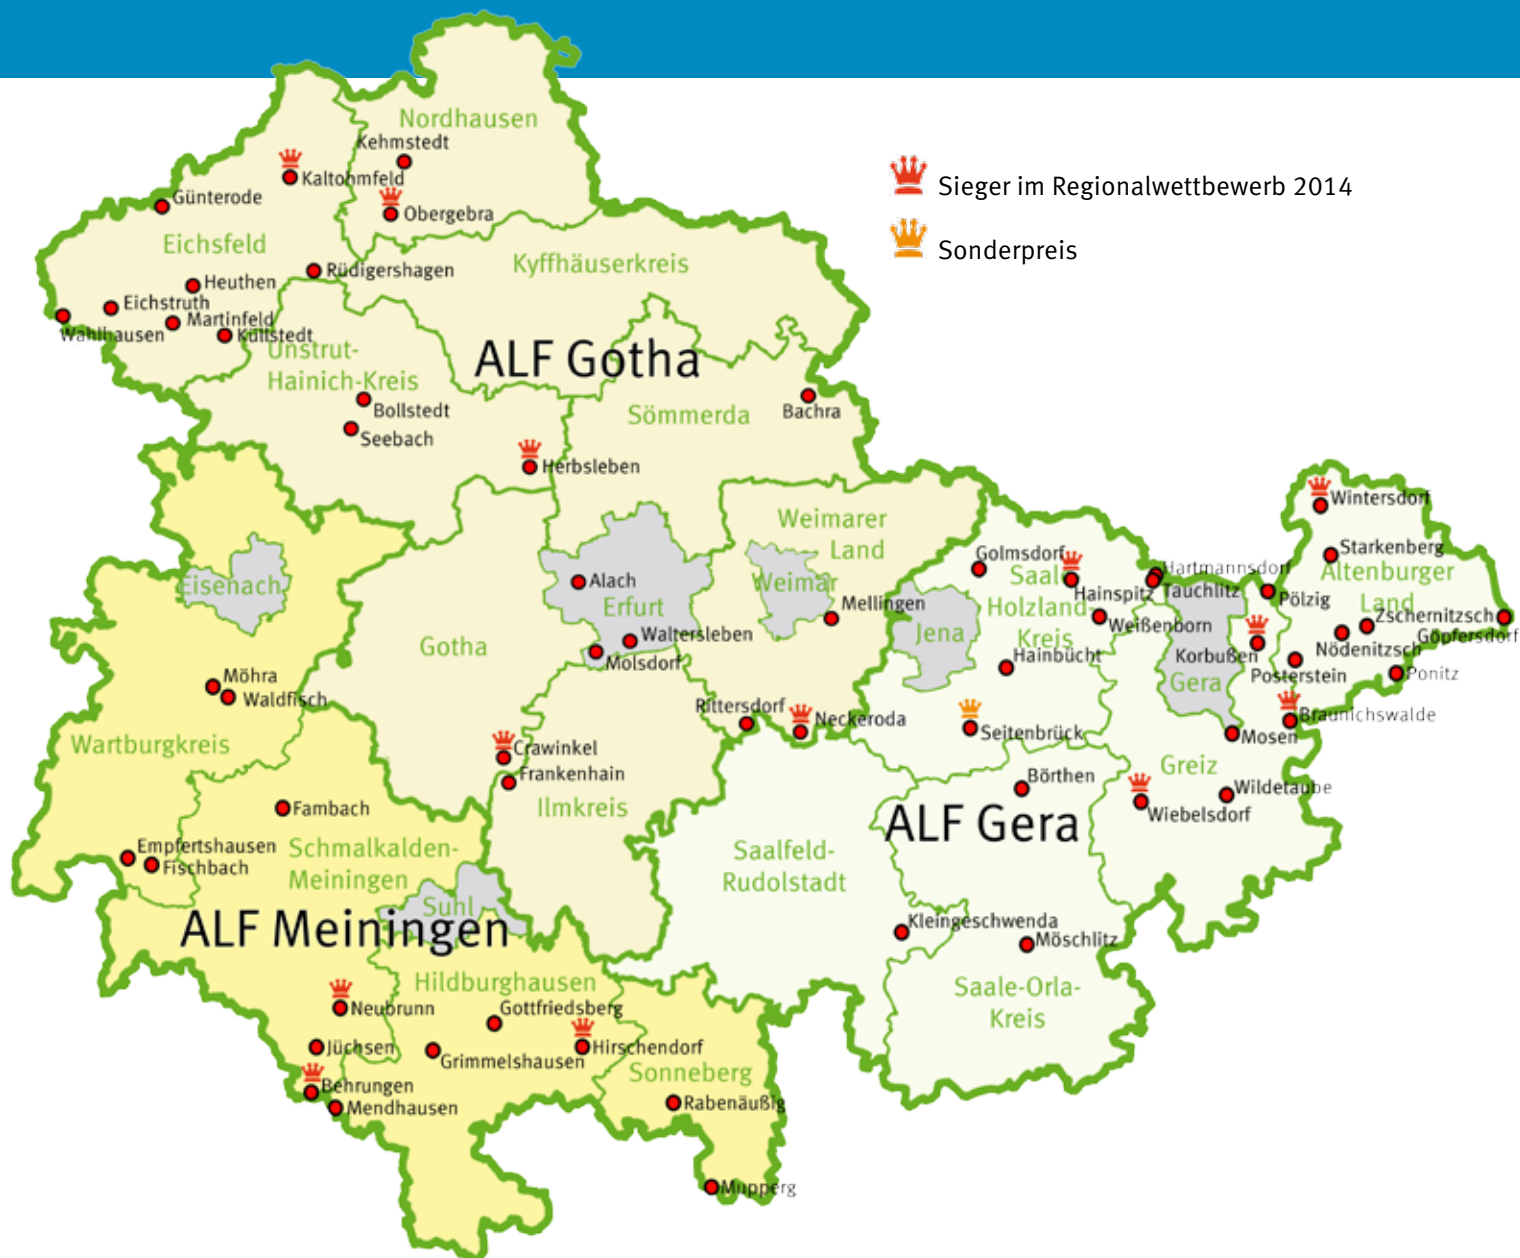 Nordhausen
Kehmstedt
Kaltohmfeld
Günterode
Obergebra
Eichsfeld
Rüdigershagen
Kyffhäuserkreis
Heuthen
Eichstruth
Martinfeld
Wahlhausen
Küllstedt
Unstrut-
Hainich-Kreis
ALF Gotha
Bollstedt
Seebach
Sömmerda
Bachra
Herbsleben
Sieger im Regionalwettbewerb 2014
Sonderpreis
Weimarer
Land
Eisenach
Alach
Erfurt
Weimar
Mellingen
Gotha
Waltersleben
Molsdorf
Möhra
Waldfisch
Rittersdorf
Neckeroda
Wartburgkreis
Crawinkel
Frankenhain
Ilmkreis
Golmsdorf
Saale-
Holzland-
Kreis
Hainspitz
Hartmannsdorf
Tauchlitz
Weißenborn
Jena
Hainbücht
Seitenbrück
Wintersdorf
Starkenberg
Altenburger
Land
Pölzig
Zschernitzsch
Göpfersdorf
Nödenitzsch
Korbußen
Gera
Posterstein
Ponitz
Braunichswalde
Mosen
Greiz
Wildetaube
Wiebelsdorf
Börthen
ALF Gera
Saalfeld-
Rudolstadt
Kleingeschwenda
Möschlitz
Saale-Orla-
Kreis
Fambach
Empfertshausen
Fischbach
Schmalkalden-
Meiningen
Suhl
ALF Meiningen
Hildburghausen
Neubrunn
Gottfriedsberg
Jüchsen
Grimmelshausen
Hirschendorf
Behrungen
Mendhausen
Sonneberg
Rabenäußig
Mupperg